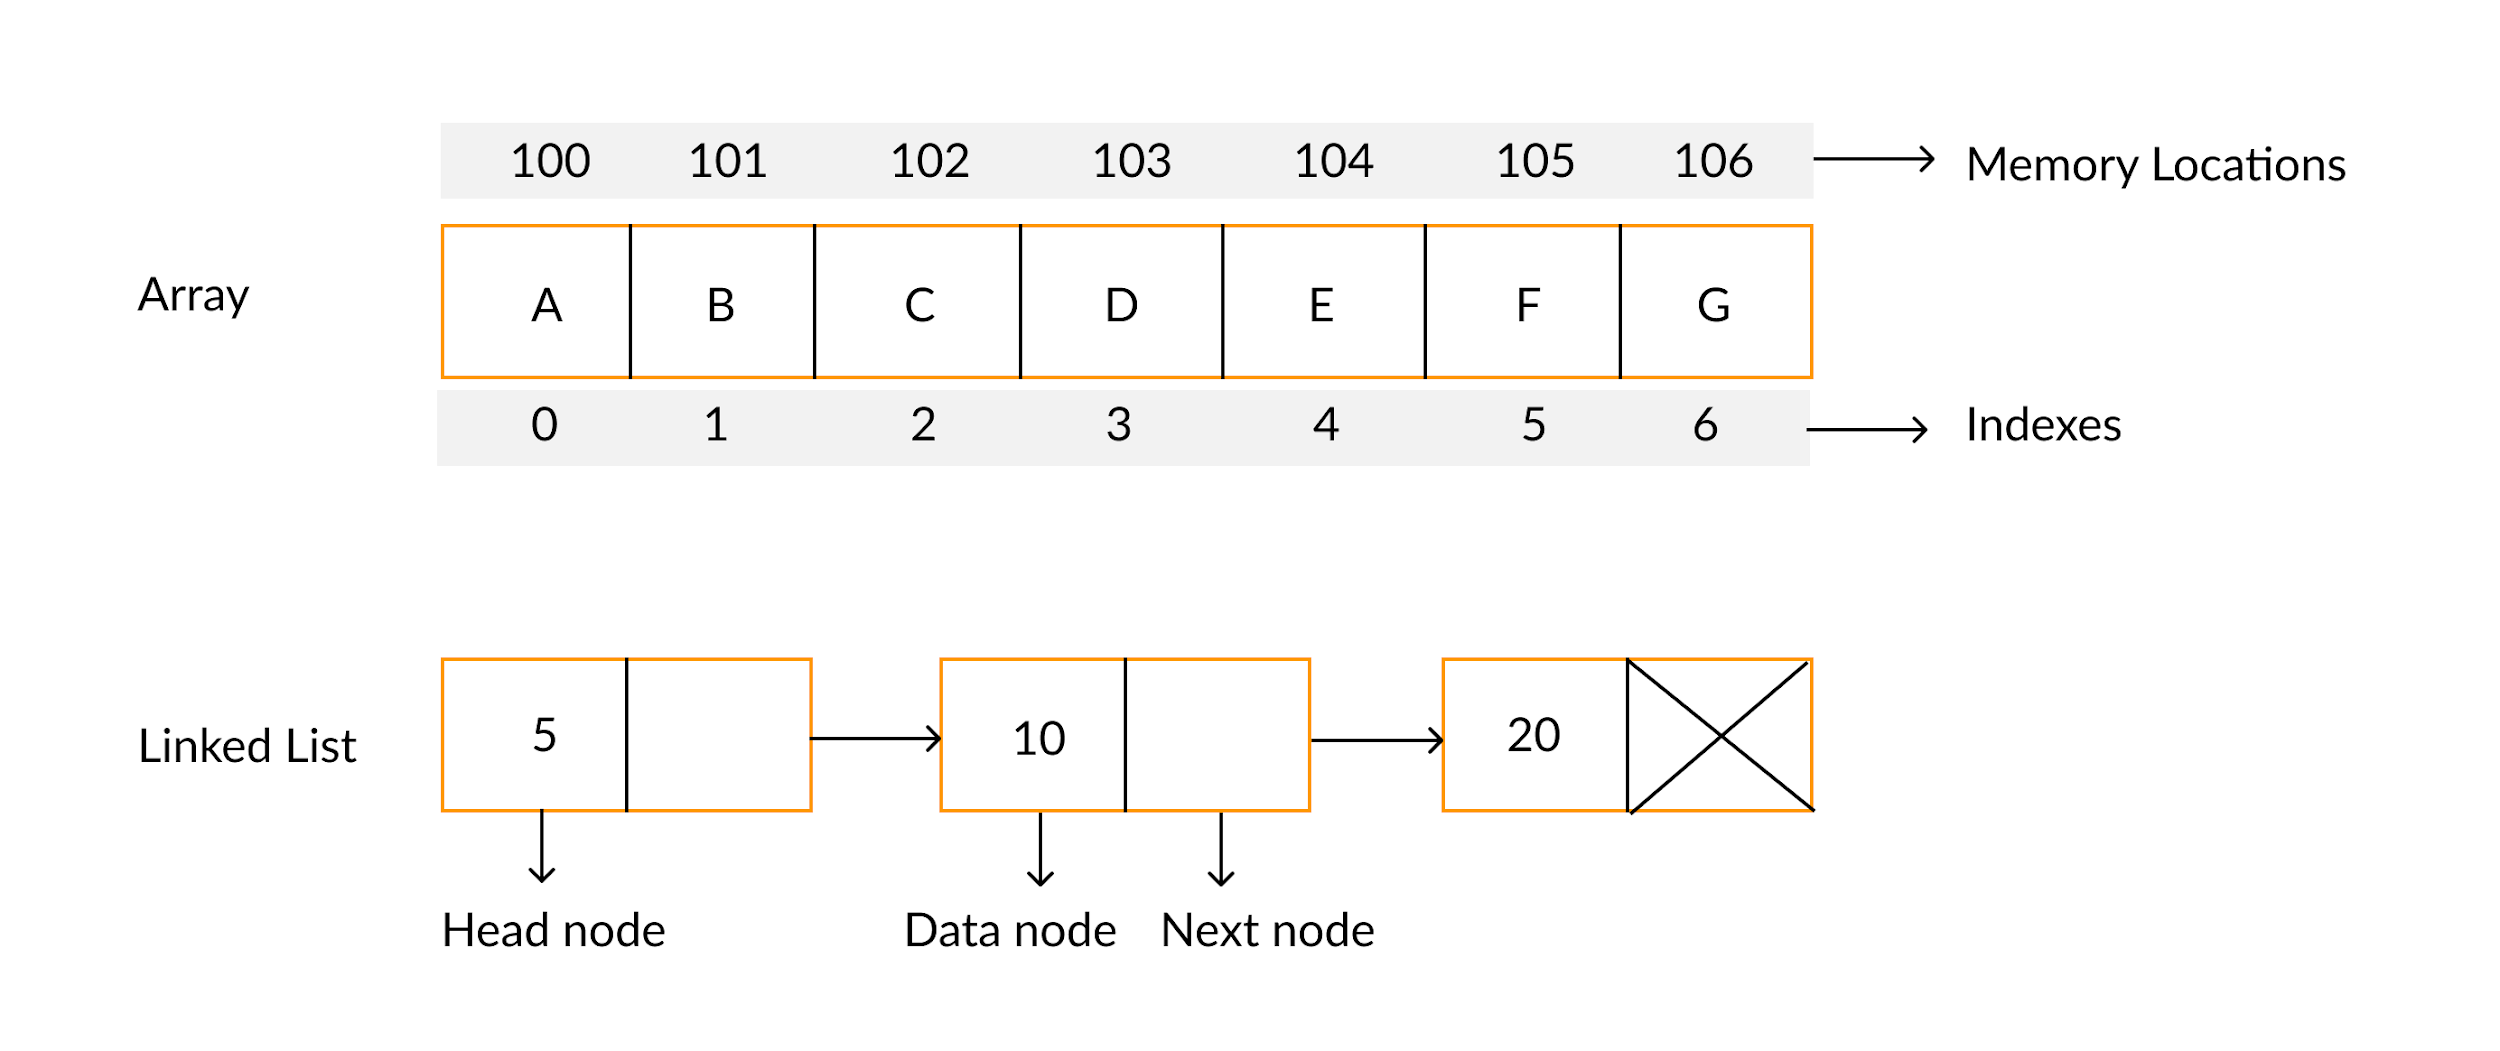 100 101 102 103 104 105 106 Memory Locations
Array A B C D E F G
0 1 2 3 4 5 6 Indexes
Linked List 5 10 20
Head node Data node Next node